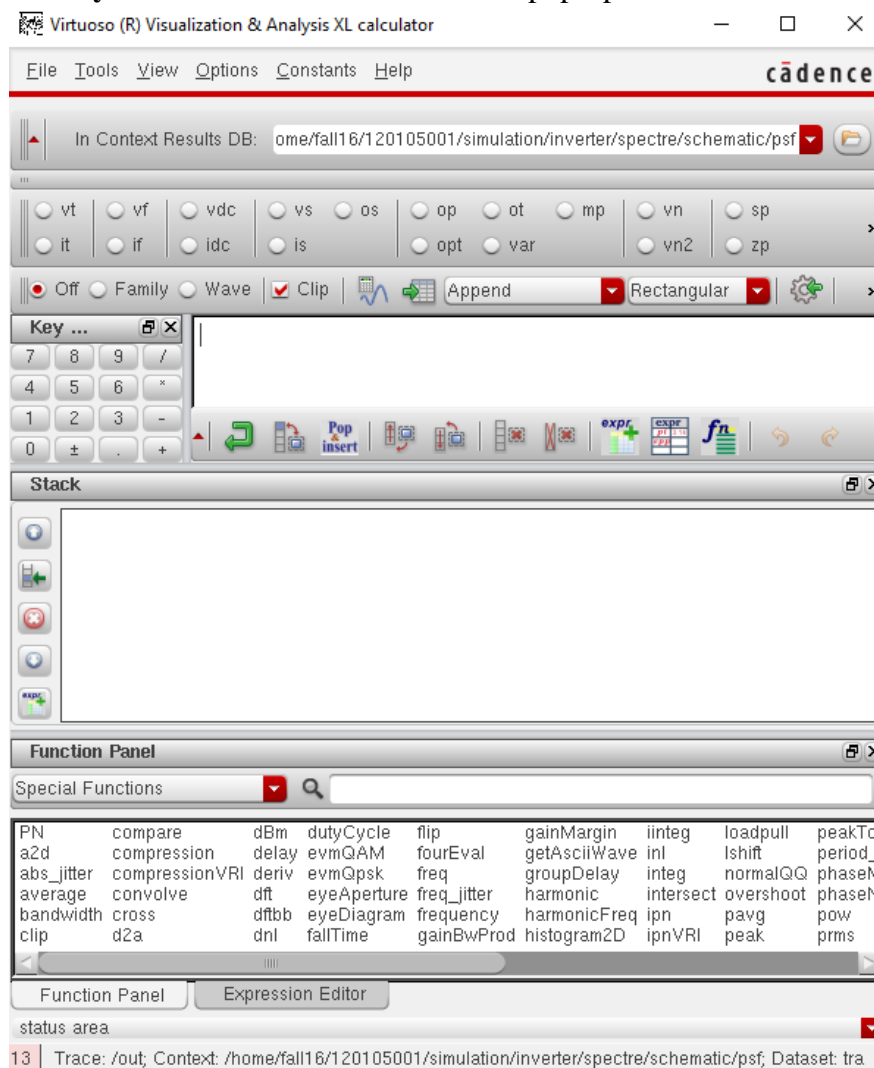 Virtuoso (R) Visualization & Analysis XL calculator
File Tools View Options Constants Help
cādence
In Context Results DB: ome/fall16/120105001/simulation/inverter/spectre/schematic/psf
vt vf vdc vs os op ot mp vn sp
it if idc is opt var vn2 zp
Off Family Wave Clip Append Rectangular
Key ...
7 8 9 /
4 5 6 *
1 2 3 -
0 ± . +
Pop insert
expr
expr
fn
Stack
expr
Function Panel
Special Functions
PN compare dBm dutyCycle flip gainMargin iinteg loadpull peakTo
a2d compression delay evmQAM fourEval getAsciiWave inl lshift period_
abs_jitter compressionVRI deriv evmQpsk freq groupDelay integ normalQQ phaseM
average convolve dft eyeAperture freq_jitter harmonic intersect overshoot phaseN
bandwidth cross dftbb eyeDiagram frequency harmonicFreq ipn pavg pow
clip d2a dnl fallTime gainBwProd histogram2D ipnVRI peak prms
Function Panel Expression Editor
status area
13 Trace: /out; Context: /home/fall16/120105001/simulation/inverter/spectre/schematic/psf; Dataset: tra